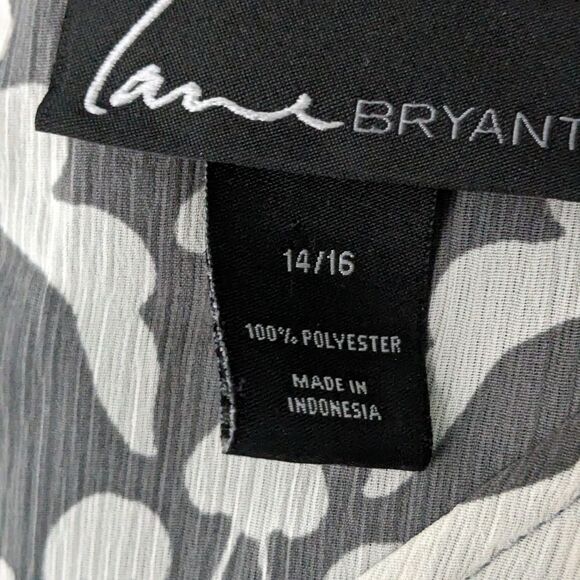 Lane BRYANT
14/16
100% POLYESTER
MADE IN
INDONESIA